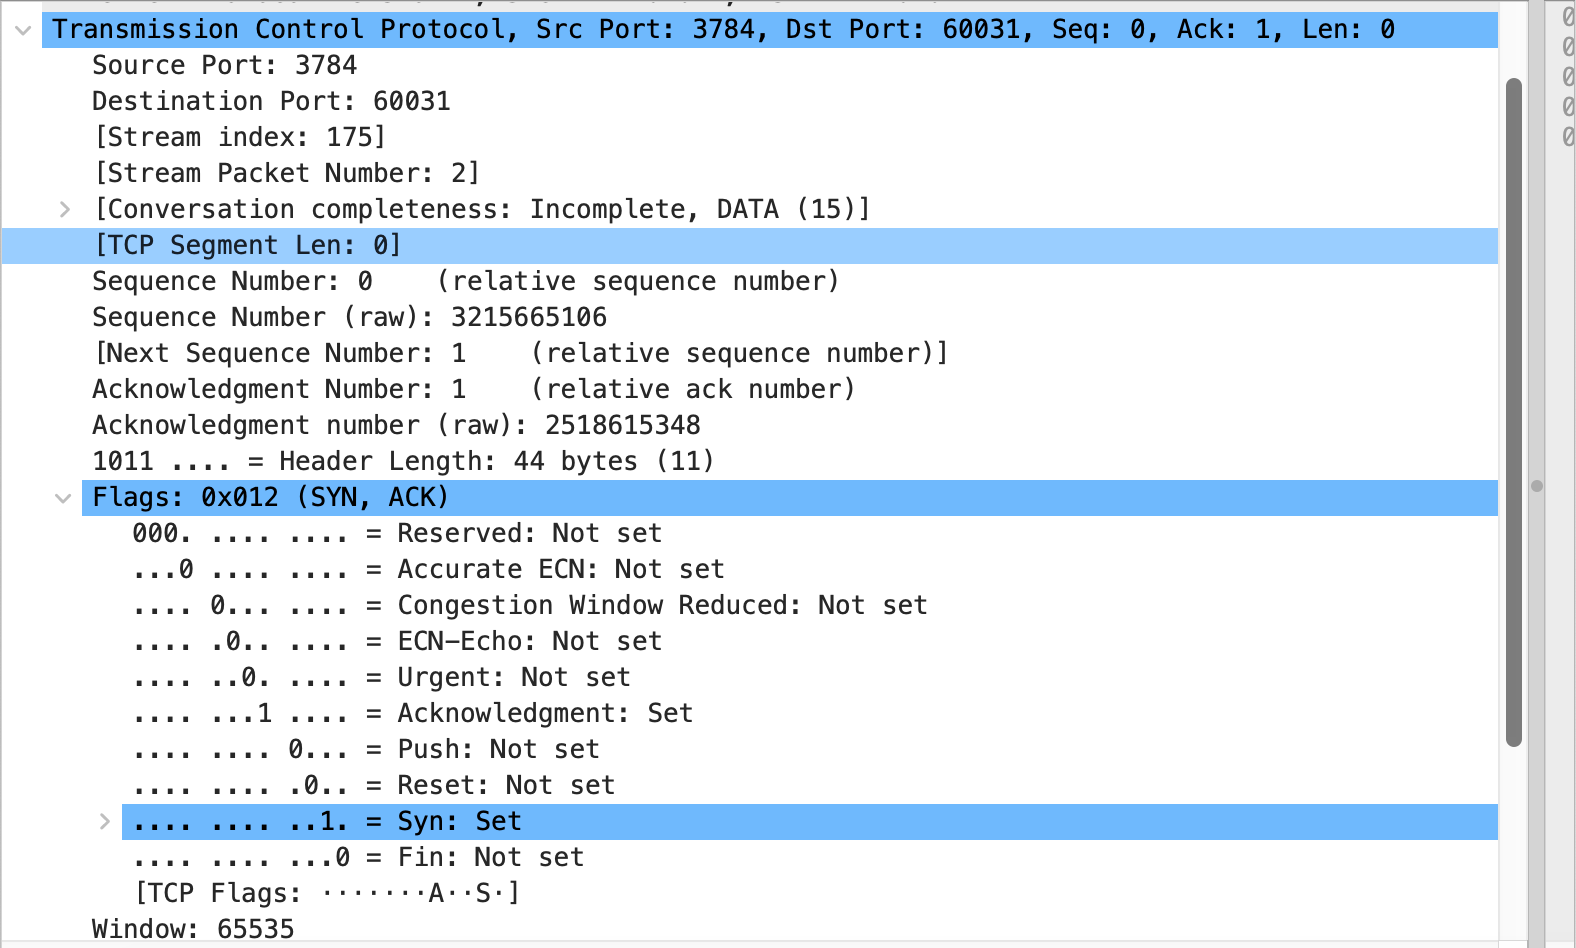 Transmission Control Protocol, Src Port: 3784, Dst Port: 60031, Seq: 0, Ack: 1, Len: 0
Source Port: 3784
Destination Port: 60031
[Stream index: 175]
[Stream Packet Number: 2]
[Conversation completeness: Incomplete, DATA (15)]
[TCP Segment Len: 0]
Sequence Number: 0    (relative sequence number)
Sequence Number (raw): 3215665106
[Next Sequence Number: 1    (relative sequence number)]
Acknowledgment Number: 1    (relative ack number)
Acknowledgment number (raw): 2518615348
1011 .... = Header Length: 44 bytes (11)
Flags: 0x012 (SYN, ACK)
000. .... .... = Reserved: Not set
...0 .... .... = Accurate ECN: Not set
.... 0... .... = Congestion Window Reduced: Not set
.... .0.. .... = ECN-Echo: Not set
.... ..0. .... = Urgent: Not set
.... ...1 .... = Acknowledgment: Set
.... .... 0... = Push: Not set
.... .... .0.. = Reset: Not set
.... .... ..1. = Syn: Set
.... .... ...0 = Fin: Not set
[TCP Flags: ·······A··S·]
Window: 65535
0
0
0
0
0